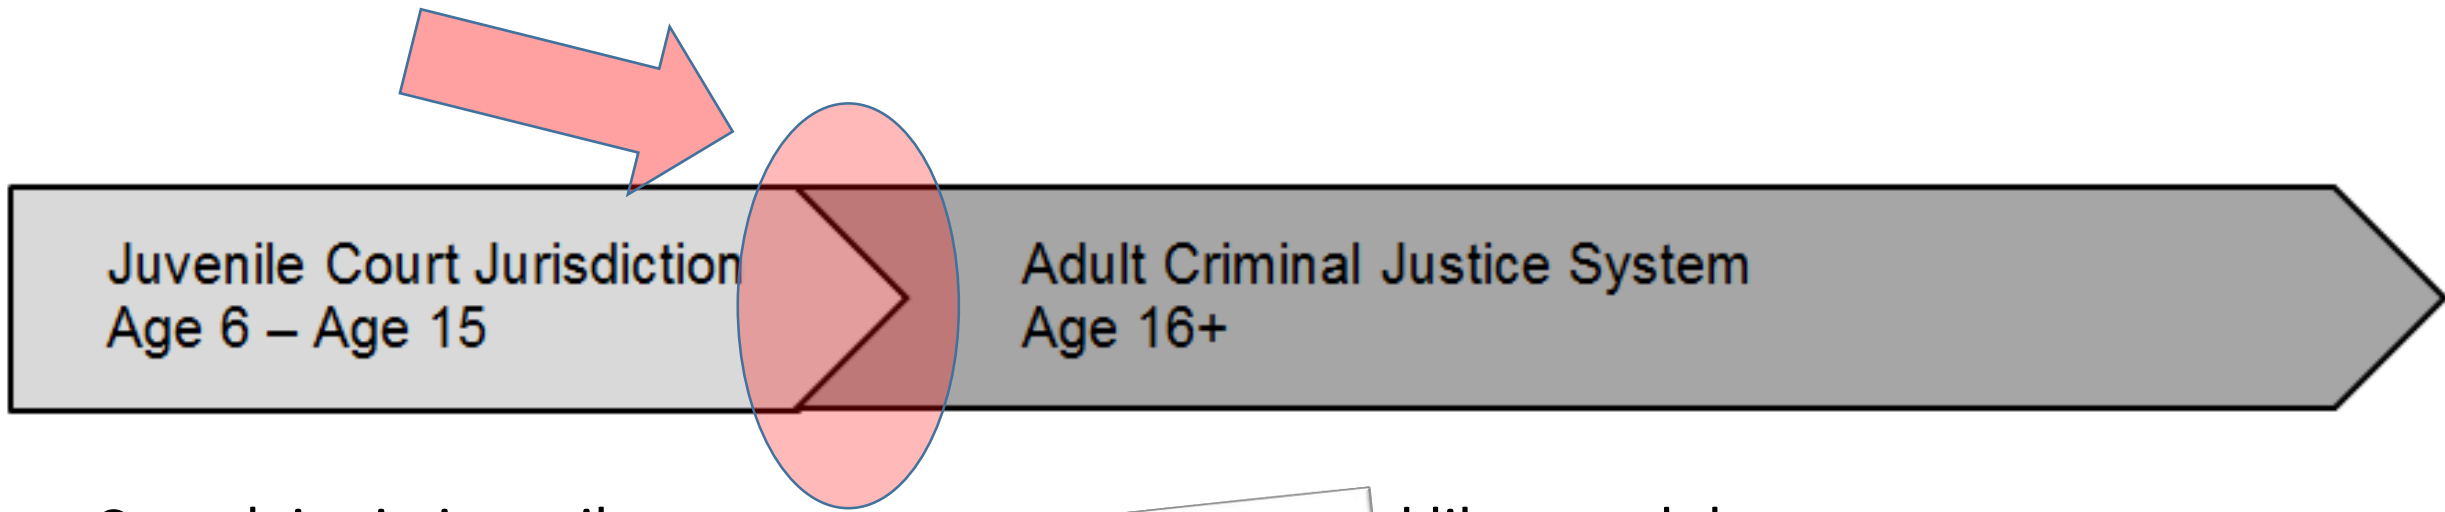 Juvenile Court Jurisdiction
Age 6 – Age 15
Adult Criminal Justice System
Age 16+